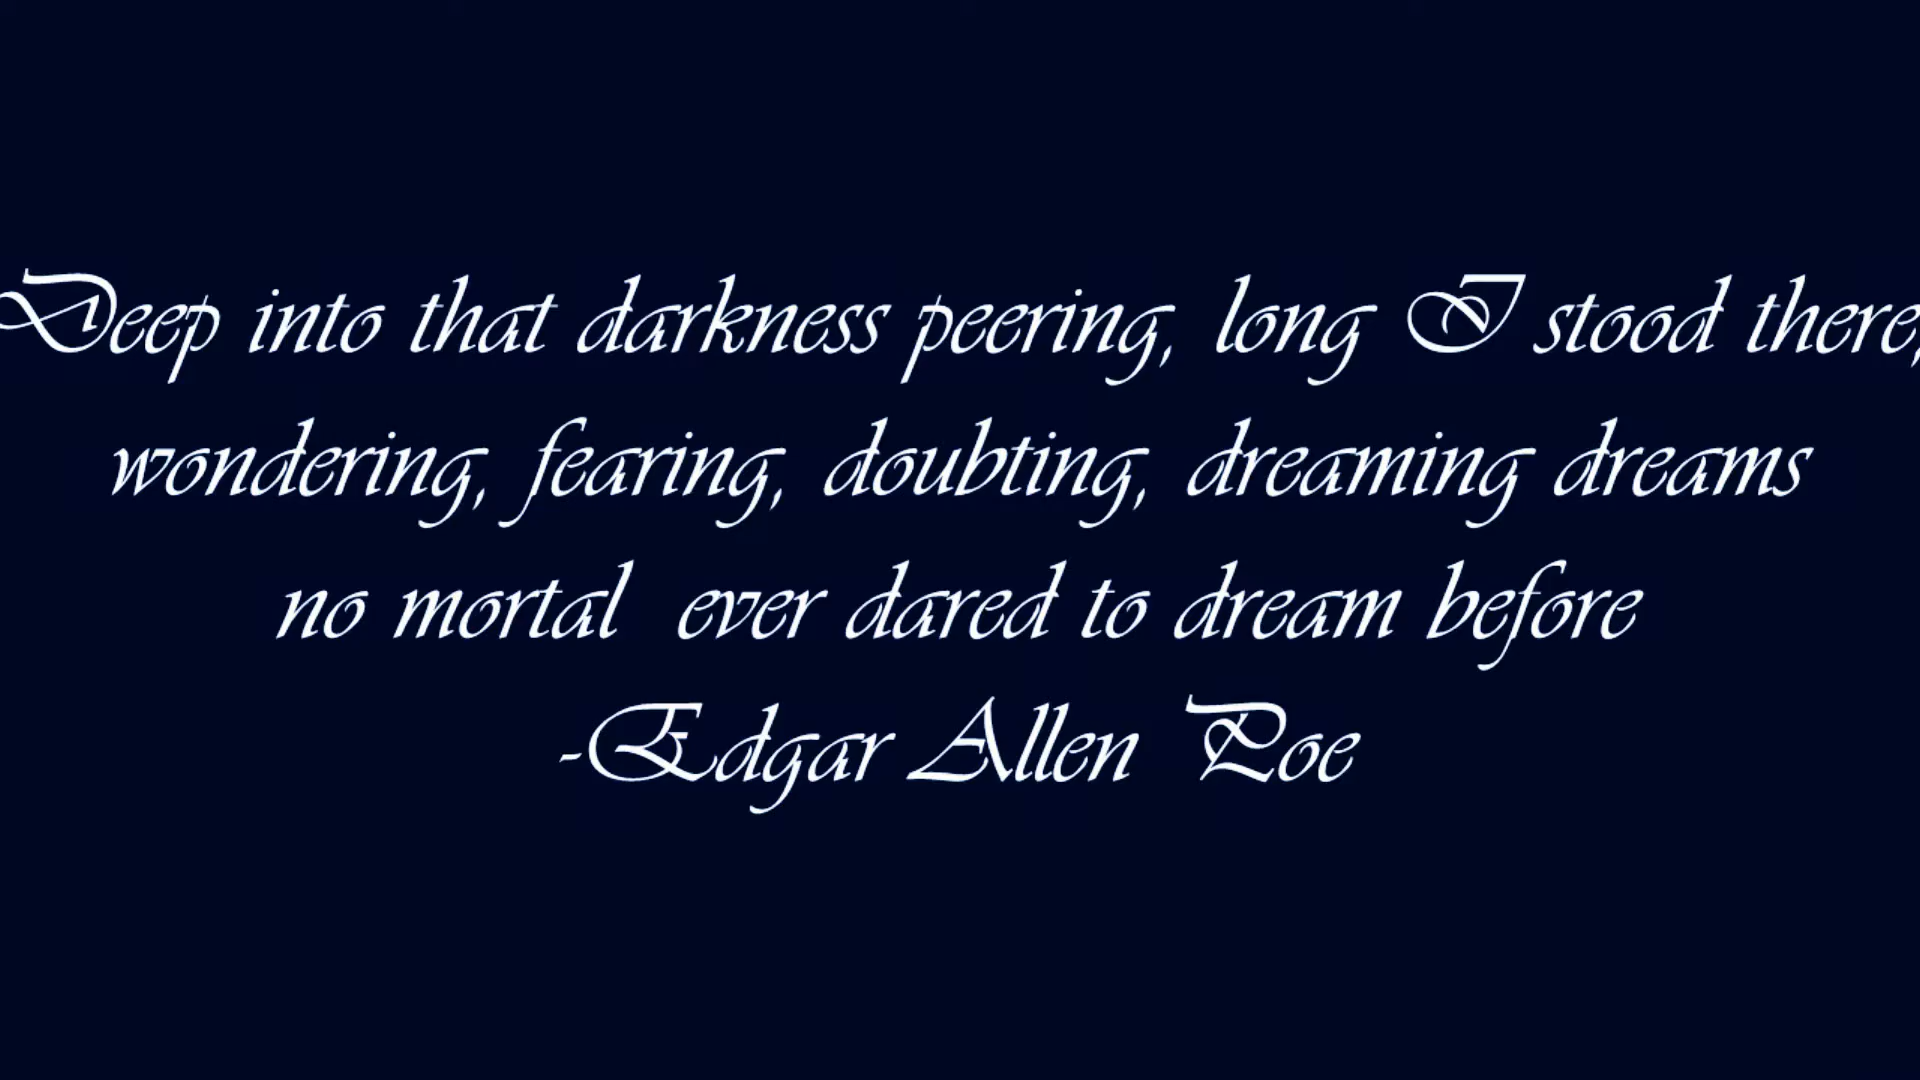 Deep into that darkness peering, long I stood there,
wondering, fearing, doubting, dreaming dreams
no mortal  ever dared to dream before
-Edgar Allen Poe